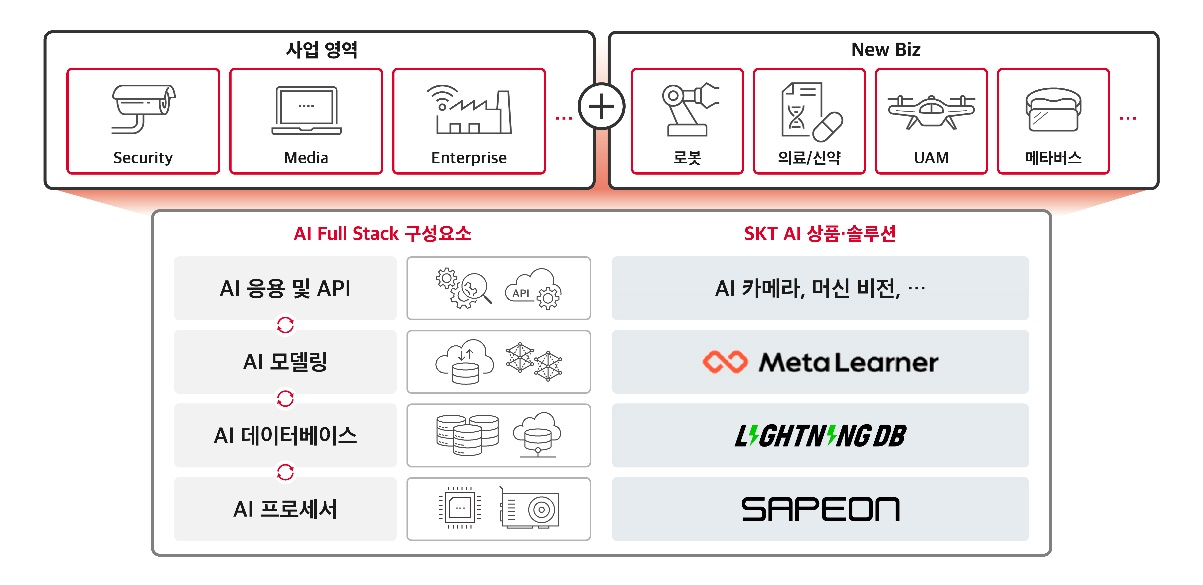 사업 영역
Security
Media
Enterprise
...
New Biz
로봇
의료/신약
UAM
메타버스
...
AI Full Stack 구성요소
SKT AI 상품·솔루션
AI 응용 및 API
API
AI 카메라, 머신 비전, …
AI 모델링
Meta Learner
AI 데이터베이스
LIGHTNING DB
AI 프로세서
SAPEON